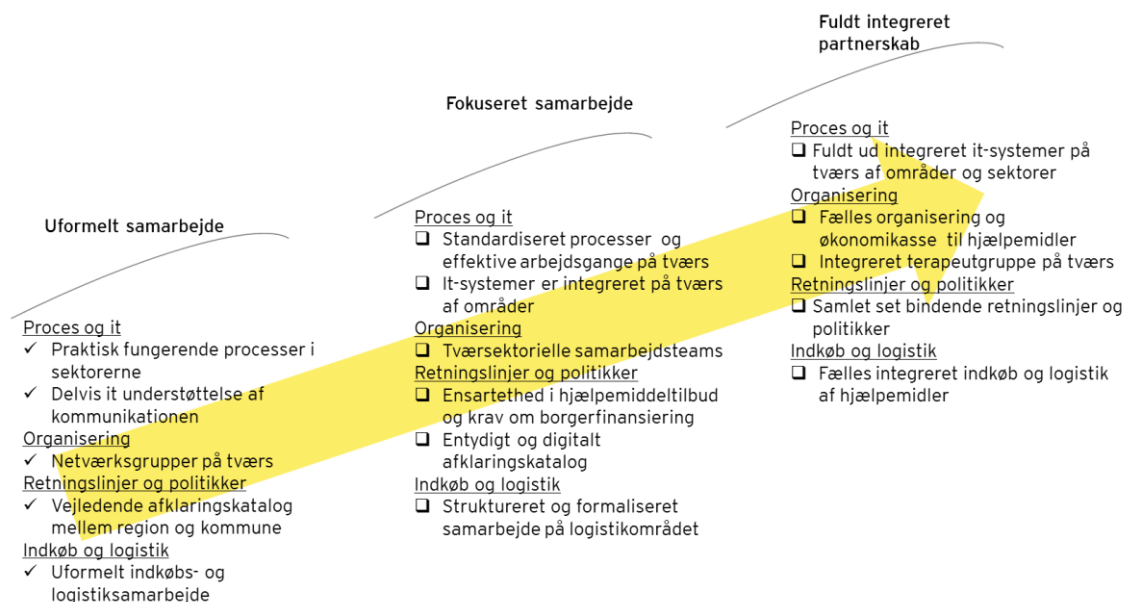 Uformelt samarbejde
Proces og it
✓ Praktisk fungerende processer i
sektorerne
✓ Delvis it understøttelse af
kommunikationen
Organisering
✓ Netværksgrupper på tværs
Retningslinjer og politikker
✓ Vejledende afklaringskatalog
mellem region og kommune
Indkøb og logistik
✓ Uformelt indkøbs- og
logistiksamarbejde
Fokuseret samarbejde
Proces og it
❑ Standardiseret processer og
effektive arbejdsgange på tværs
❑ It-systemer er integreret på tværs
af områder
Organisering
❑ Tværsektorielle samarbejdsteams
Retningslinjer og politikker
❑ Ensartethed i hjælpemiddeltilbud
og krav om borgerfinansiering
❑ Entydigt og digitalt
afklaringskatalog
Indkøb og logistik
❑ Struktureret og formaliseret
samarbejde på logistikområdet
Fuldt integreret
partnerskab
Proces og it
❑ Fuldt ud integreret it-systemer på
tværs af områder og sektorer
Organisering
❑ Fælles organisering og
økonomikasse til hjælpemidler
❑ Integreret terapeutgruppe på tværs
Retningslinjer og politikker
❑ Samlet set bindende retningslinjer og
politikker
Indkøb og logistik
❑ Fælles integreret indkøb og logistik
af hjælpemidler